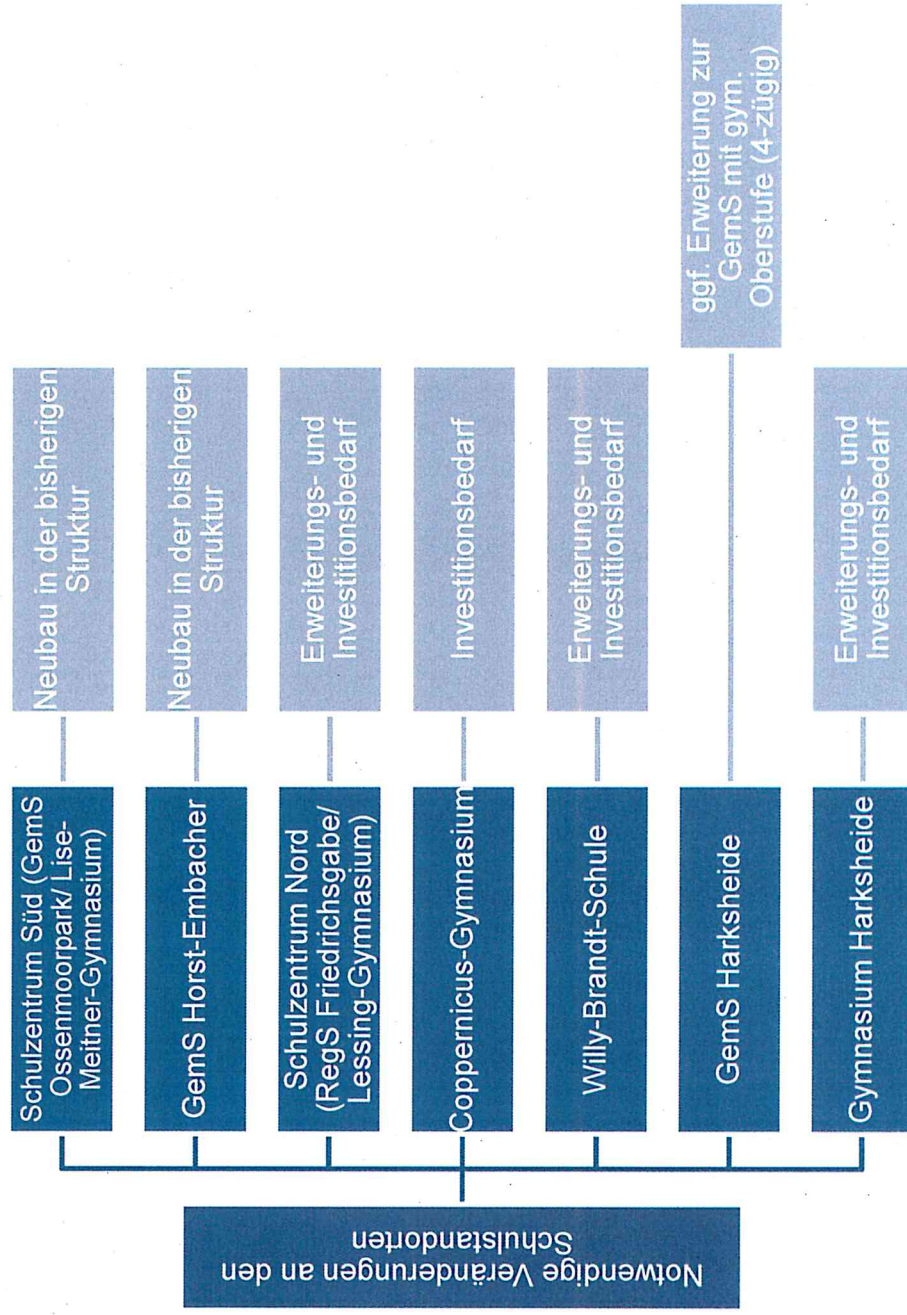 Notwendige Veränderungen an den
Schulstandorten
Schulzentrum Süd (GemS
Ossenmoorpark/ Lise-
Meitner-Gymnasium)
Neubau in der bisherigen
Struktur
GemS Horst-Embacher
Neubau in der bisherigen
Struktur
Schulzentrum Nord
(RegS Friedrichsgabe/
Lessing-Gymnasium)
Erweiterungs- und
Investitionsbedarf
Coppernicus-Gymnasium
Investitionsbedarf
Willy-Brandt-Schule
Erweiterungs- und
Investitionsbedarf
GemS Harksheide
ggf. Erweiterung zur
GemS mit gym.
Oberstufe (4-zügig)
Gymnasium Harksheide
Erweiterungs- und
Investitionsbedarf